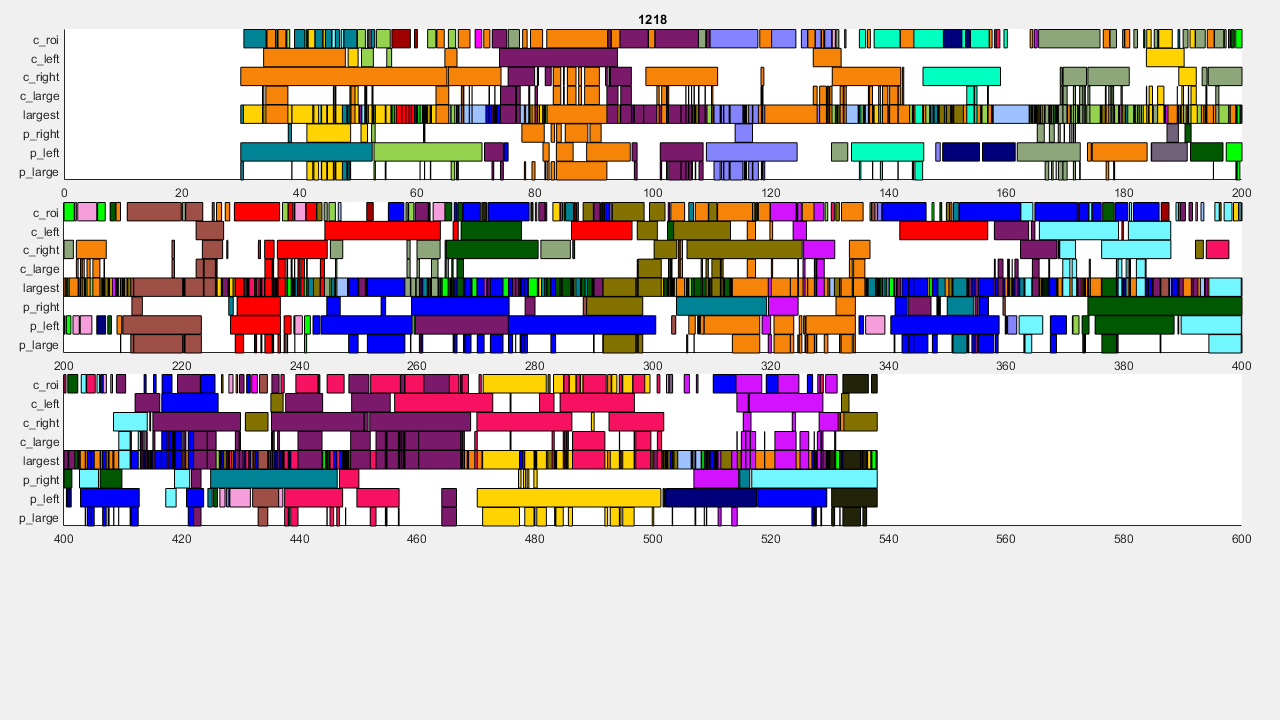 1218
c_roi
c_left
c_right
c_large
largest
p_right
p_left
p_large
0 20 40 60 80 100 120 140 160 180 200
c_roi
c_left
c_right
c_large
largest
p_right
p_left
p_large
200 220 240 260 280 300 320 340 360 380 400
c_roi
c_left
c_right
c_large
largest
p_right
p_left
p_large
400 420 440 460 480 500 520 540 560 580 600